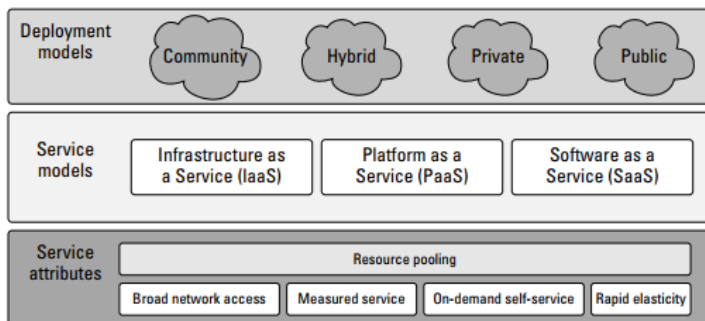 Deployment
models
Community
Hybrid
Private
Public
Service
models
Infrastructure as
a Service (IaaS)
Platform as a
Service (PaaS)
Software as a
Service (SaaS)
Service
attributes
Resource pooling
Broad network access
Measured service
On-demand self-service
Rapid elasticity